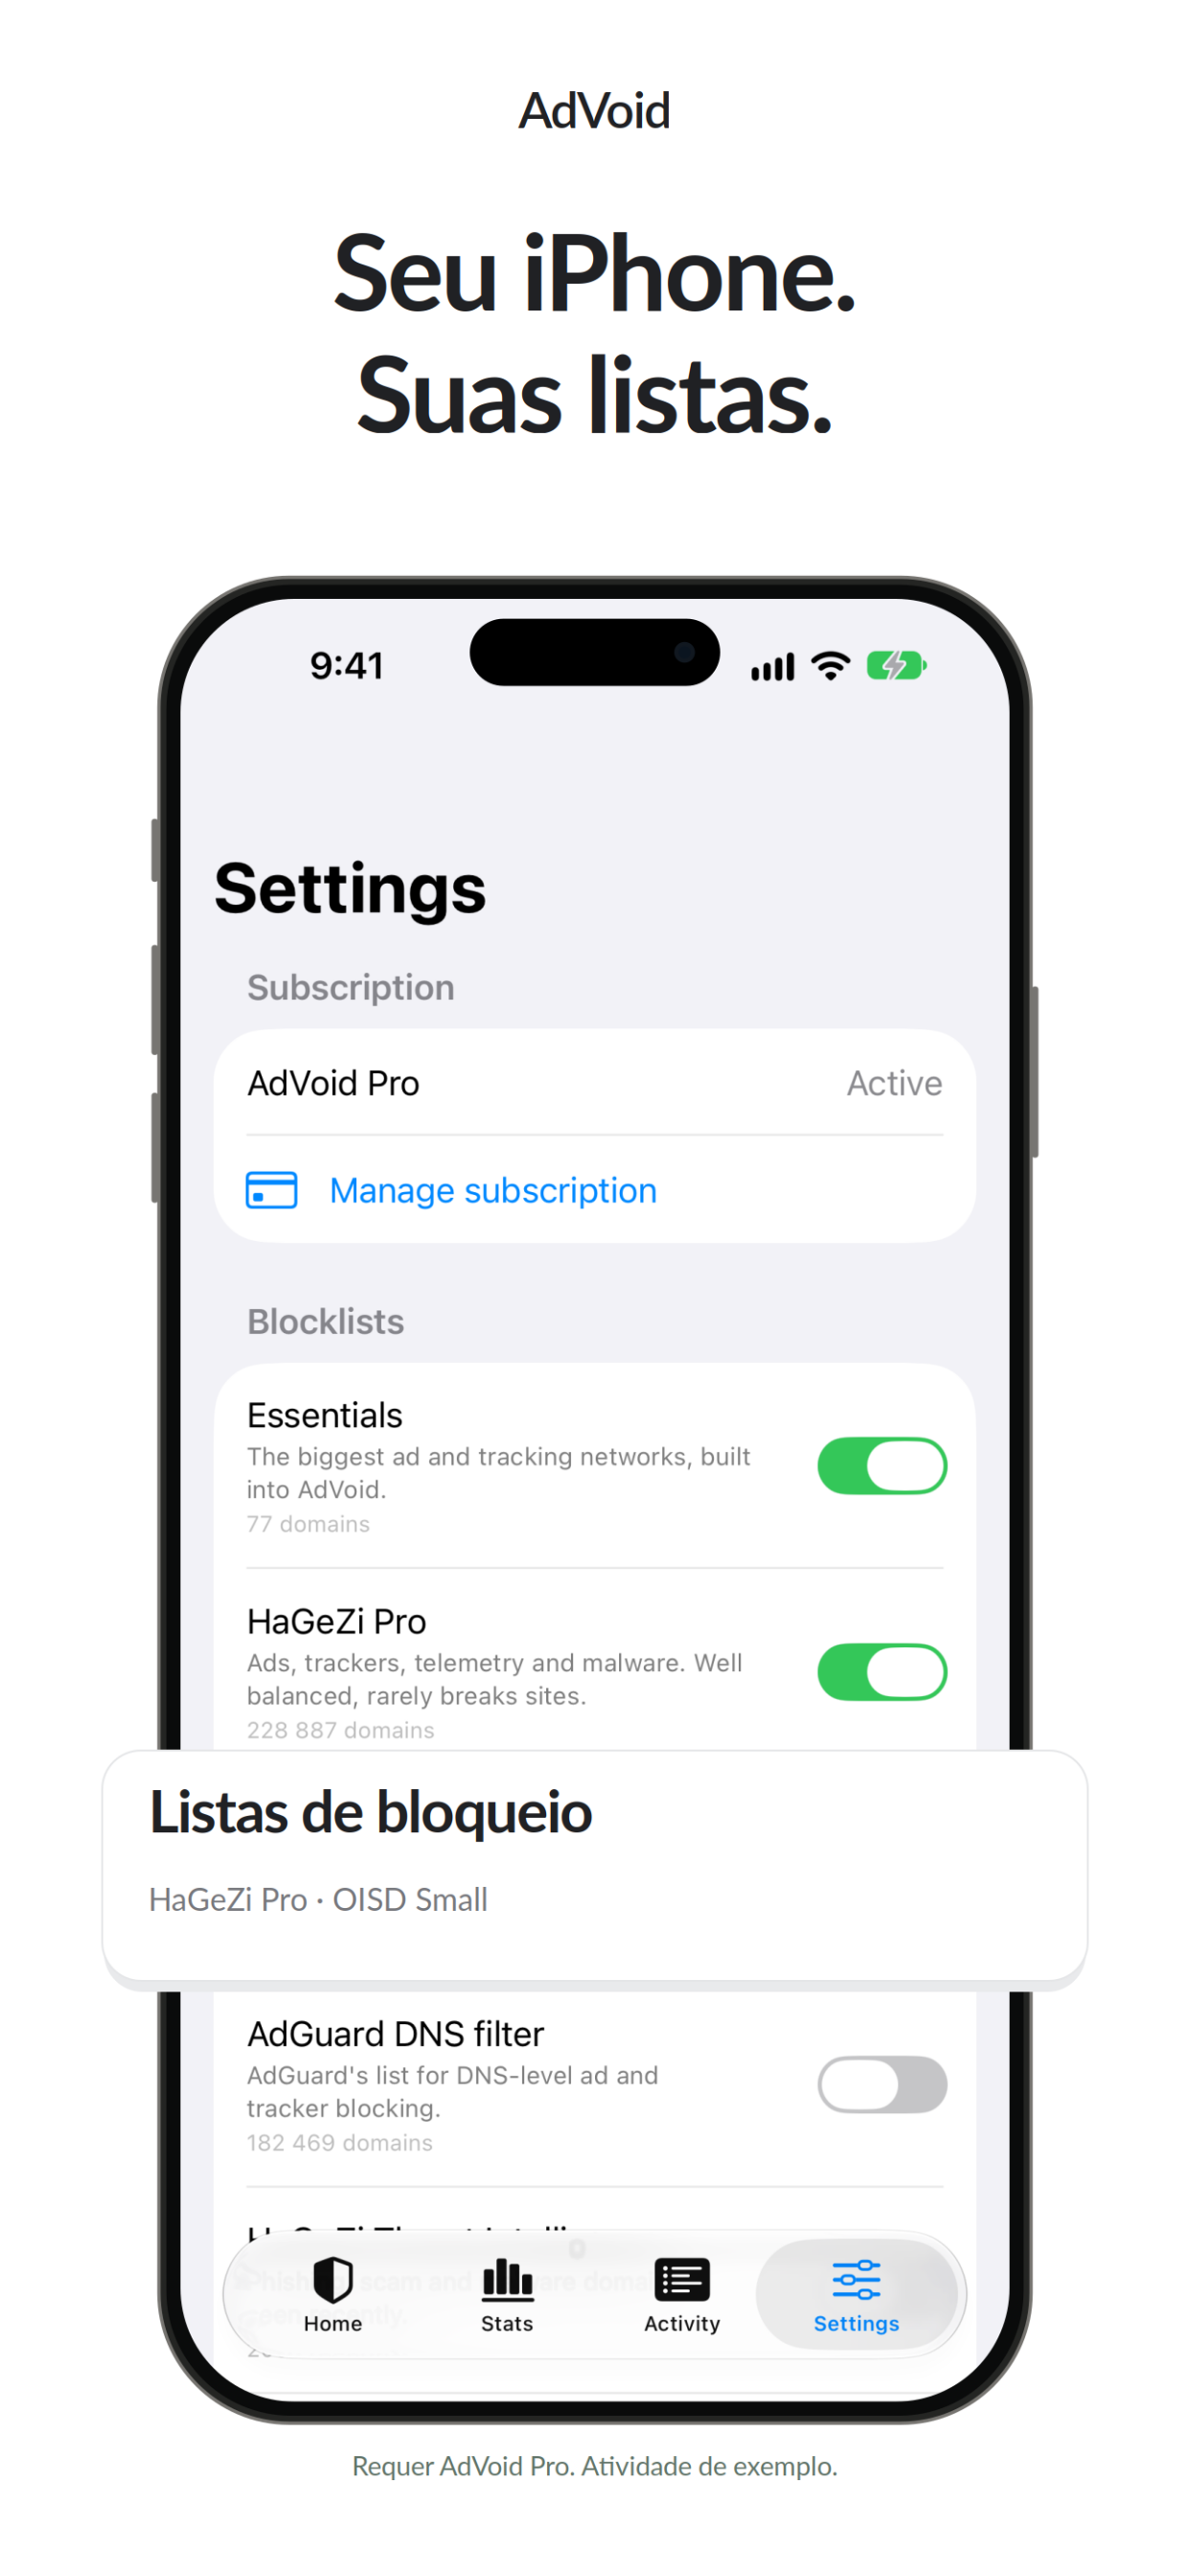 AdVoid
Seu iPhone.
Suas listas.
9:41
Settings
Subscription
AdVoid Pro
Active
Manage subscription
Blocklists
Essentials
The biggest ad and tracking networks, built
into AdVoid.
77 domains
HaGeZi Pro
Ads, trackers, telemetry and malware. Well
balanced, rarely breaks sites.
228 887 domains
Listas de bloqueio
HaGeZi Pro · OISD Small
AdGuard DNS filter
AdGuard's list for DNS-level ad and
tracker blocking.
182 469 domains
Home
Stats
Activity
Settings
Requer AdVoid Pro. Atividade de exemplo.